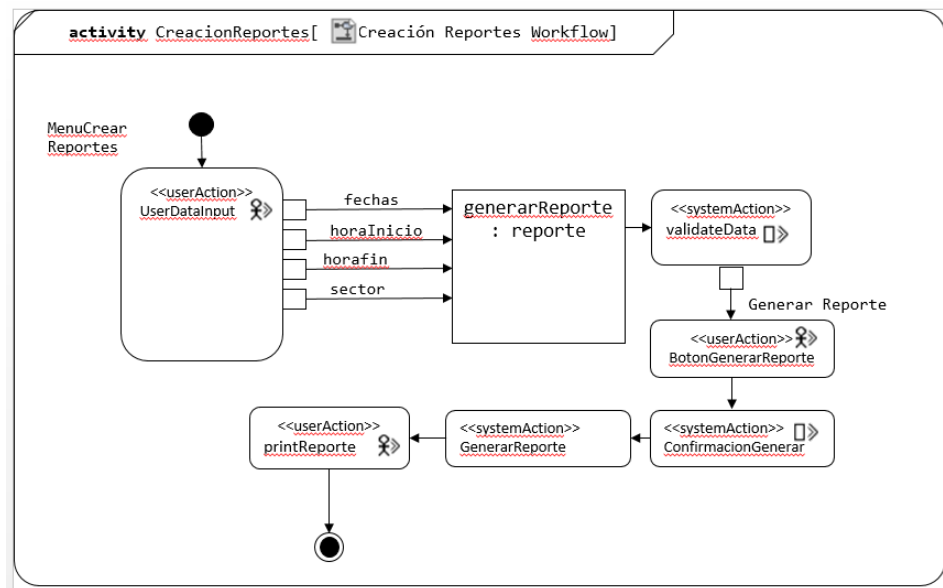 activity CreacionReportes[ Creación Reportes Workflow]
MenuCrear
Reportes
<<userAction>>
UserDataInput
fechas
horaInicio
horafin
sector
generarReporte
: reporte
<<systemAction>>
validateData
Generar Reporte
<<userAction>>
BotonGenerarReporte
<<userAction>>
printReporte
<<systemAction>>
GenerarReporte
<<systemAction>>
ConfirmacionGenerar